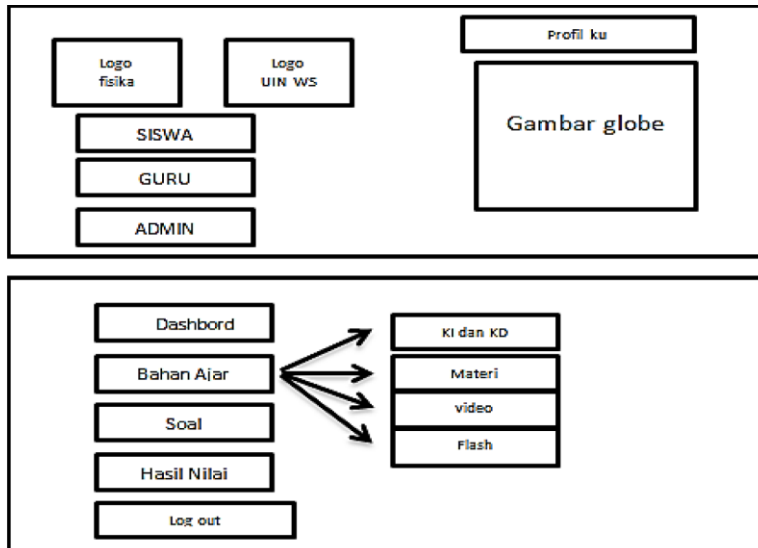 Logo
fisika
Logo
UIN WS
Profil ku
Gambar globe
SISWA
GURU
ADMIN
Dashbord
Bahan Ajar
Soal
Hasil Nilai
Log out
KI dan KD
Materi
video
Flash